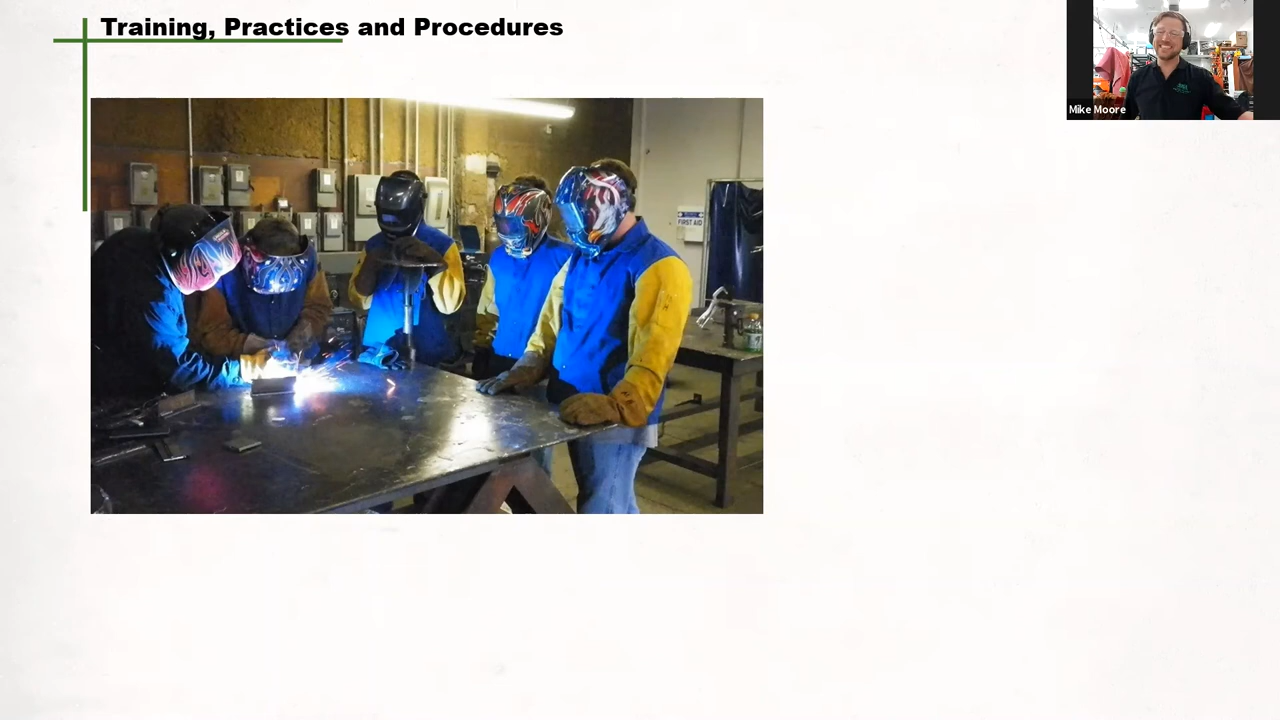 Training, Practices and Procedures
Mike Moore
FIRST AID